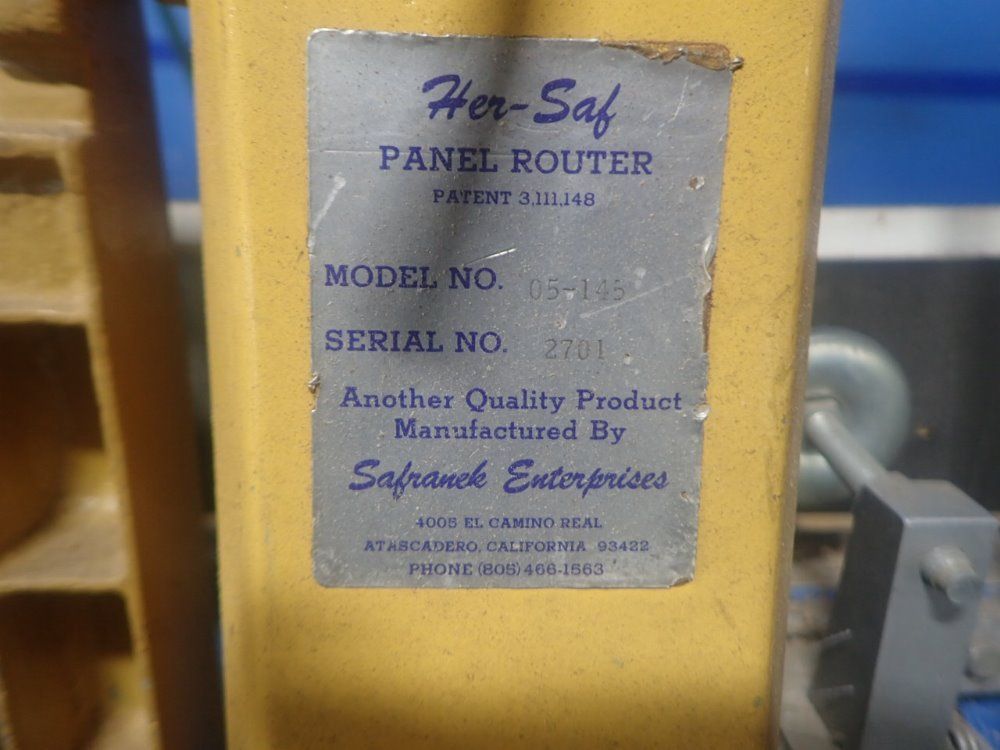 Her-Saf
PANEL ROUTER
PATENT 3,111,148
MODEL NO. 05-145
SERIAL NO. 2701
Another Quality Product
Manufactured By
Safranek Enterprises
4005 EL CAMINO REAL
ATASCADERO, CALIFORNIA 93422
PHONE (805) 466-1563